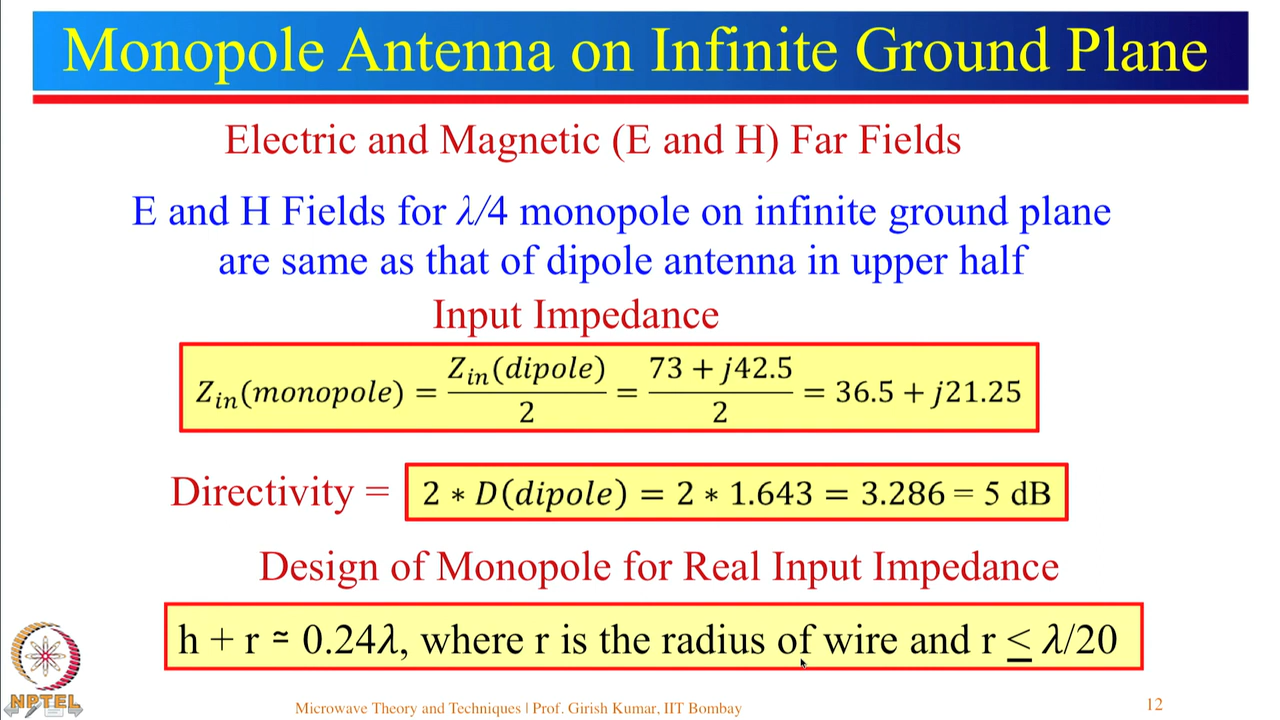 Monopole Antenna on Infinite Ground Plane
Electric and Magnetic (E and H) Far Fields
E and H Fields for λ/4 monopole on infinite ground plane
are same as that of dipole antenna in upper half
Input Impedance
Z_in(monopole) = Z_in(dipole)/2 = (73 + j42.5)/2 = 36.5 + j21.25
Directivity = 2 * D(dipole) = 2 * 1.643 = 3.286 = 5 dB
Design of Monopole for Real Input Impedance
h + r ≃ 0.24λ, where r is the radius of wire and r ≤ λ/20
NPTEL
Microwave Theory and Techniques | Prof. Girish Kumar, IIT Bombay
12